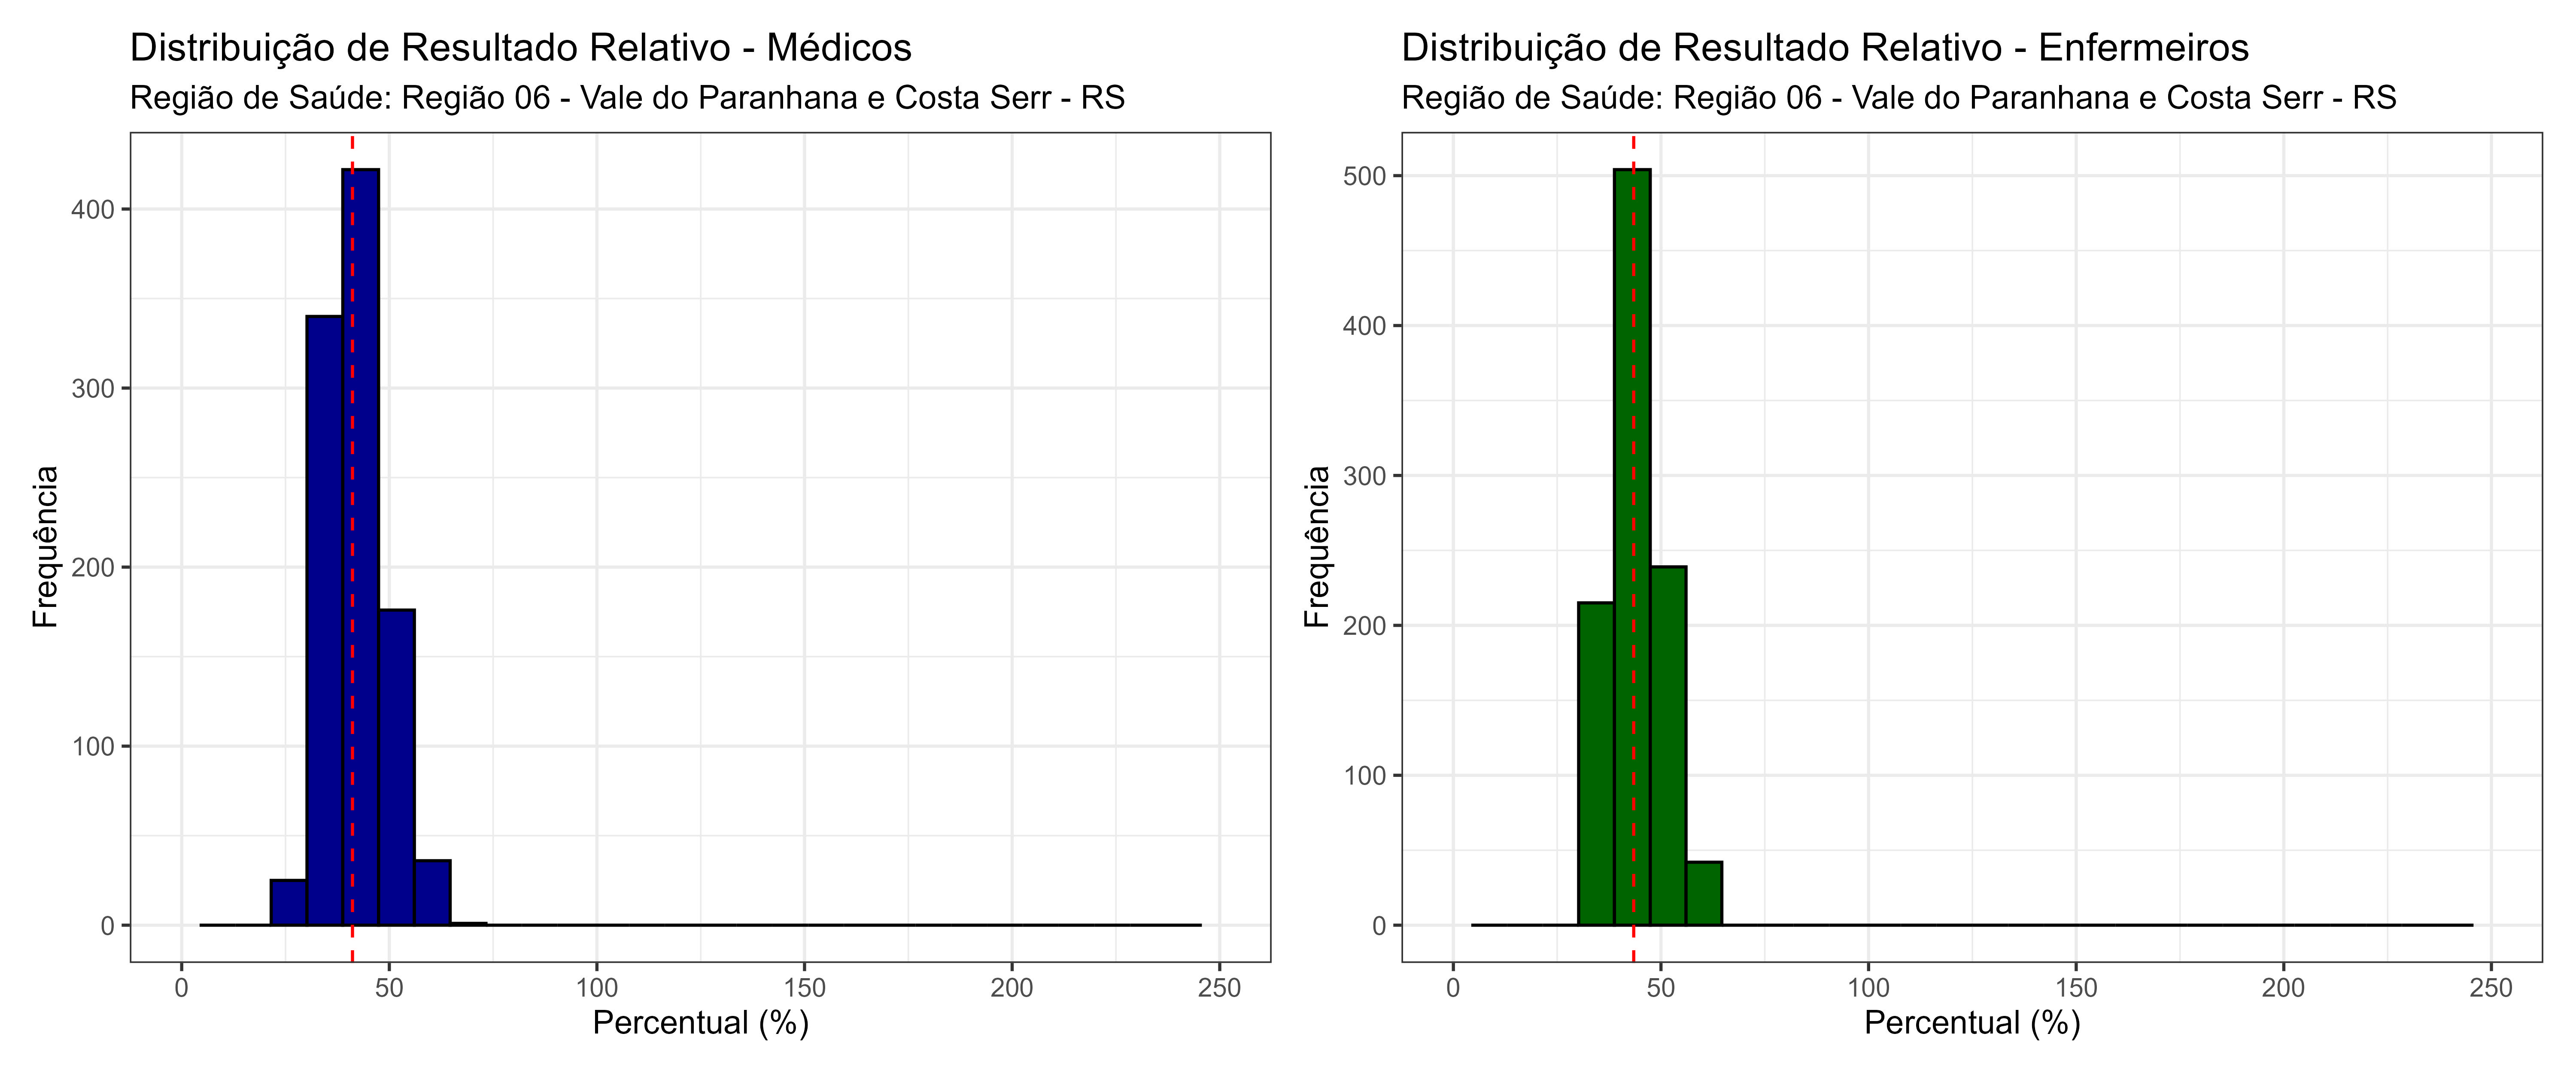 Distribuição de Resultado Relativo - Médicos
Região de Saúde: Região 06 - Vale do Paranhana e Costa Serr - RS
Frequência
400
300
200
100
0
0 50 100 150 200 250
Percentual (%)
Distribuição de Resultado Relativo - Enfermeiros
Região de Saúde: Região 06 - Vale do Paranhana e Costa Serr - RS
Frequência
500
400
300
200
100
0
0 50 100 150 200 250
Percentual (%)